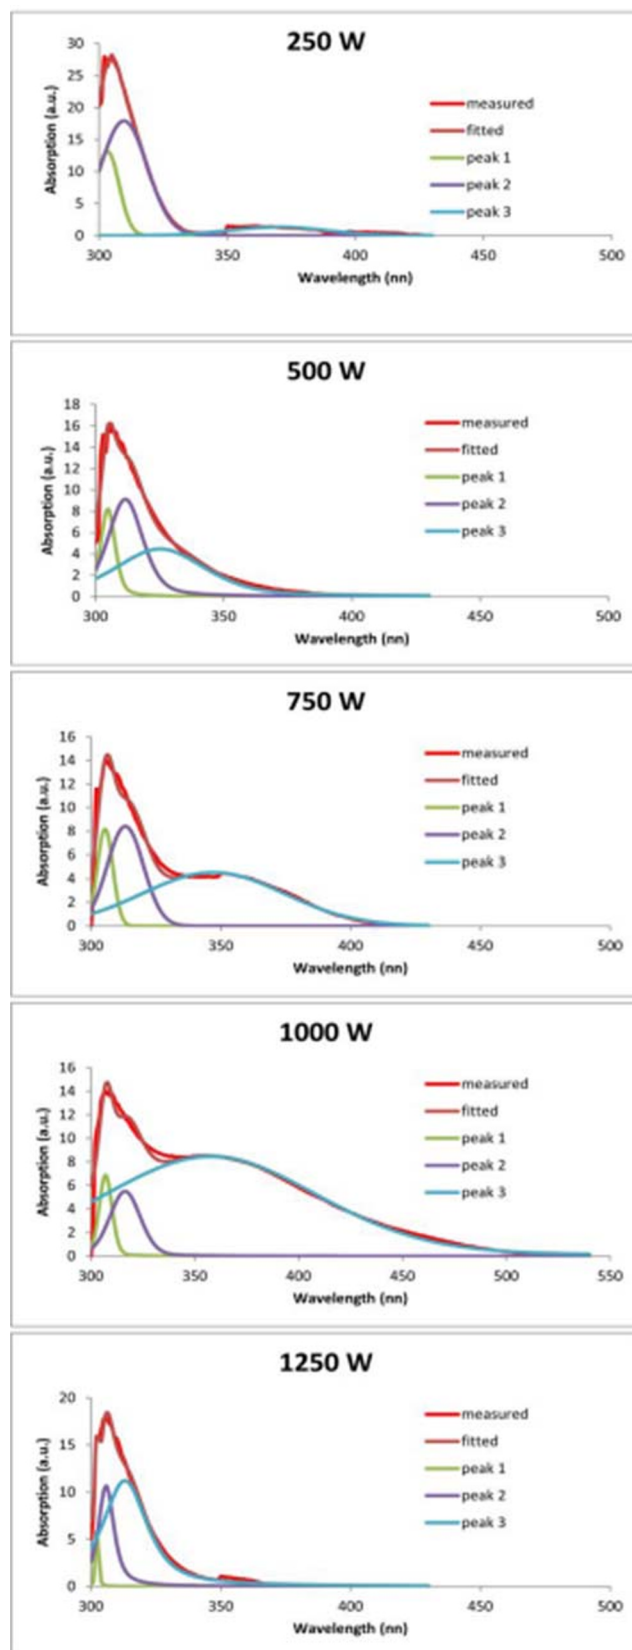 250 W
30
25
20
15
10
5
0
Absorption (a.u.)
measured
fitted
peak 1
peak 2
peak 3
300 350 400 450 500
Wavelength (nn)
500 W
18
16
14
12
10
8
6
4
2
0
Absorption (a.u.)
measured
fitted
peak 1
peak 2
peak 3
300 350 400 450 500
Wavelength (nn)
750 W
16
14
12
10
8
6
4
2
0
Absorption (a.u.)
measured
fitted
peak 1
peak 2
peak 3
300 350 400 450 500
Wavelength (nn)
1000 W
16
14
12
10
8
6
4
2
0
Absorption (a.u.)
measured
fitted
peak 1
peak 2
peak 3
300 350 400 450 500 550
Wavelength (nn)
1250 W
20
15
10
5
0
Absorption (a.u.)
measured
fitted
peak 1
peak 2
peak 3
300 350 400 450 500
Wavelength (nn)